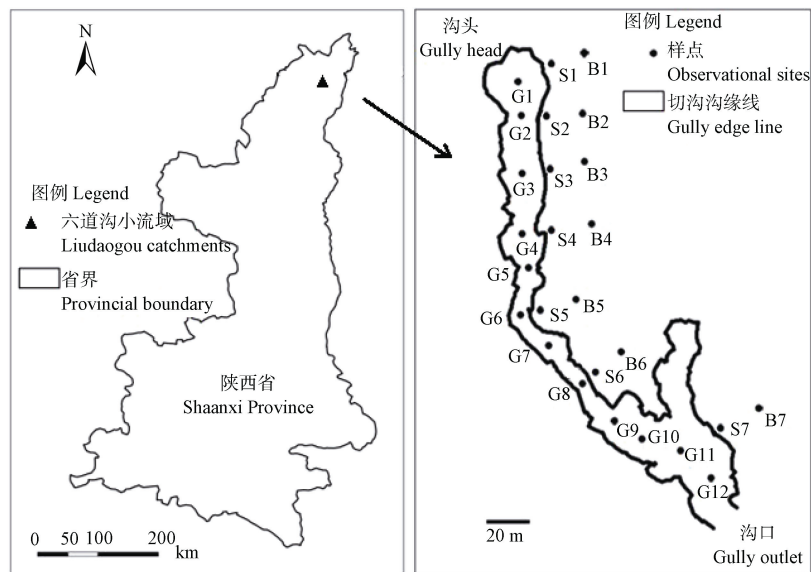 N
图例 Legend
六道沟小流域
Liudaogou catchments
省界
Provincial boundary
陕西省
Shaanxi Province
0 50 100 200
km
沟头
Gully head
图例 Legend
样点
Observational sites
切沟沟缘线
Gully edge line
B1
S1
G1
G2
S2
B2
G3
S3
B3
G4
S4
B4
G5
G6
S5
B5
G7
G8
S6
B6
G9
G10
G11
S7
B7
G12
20 m
沟口
Gully outlet